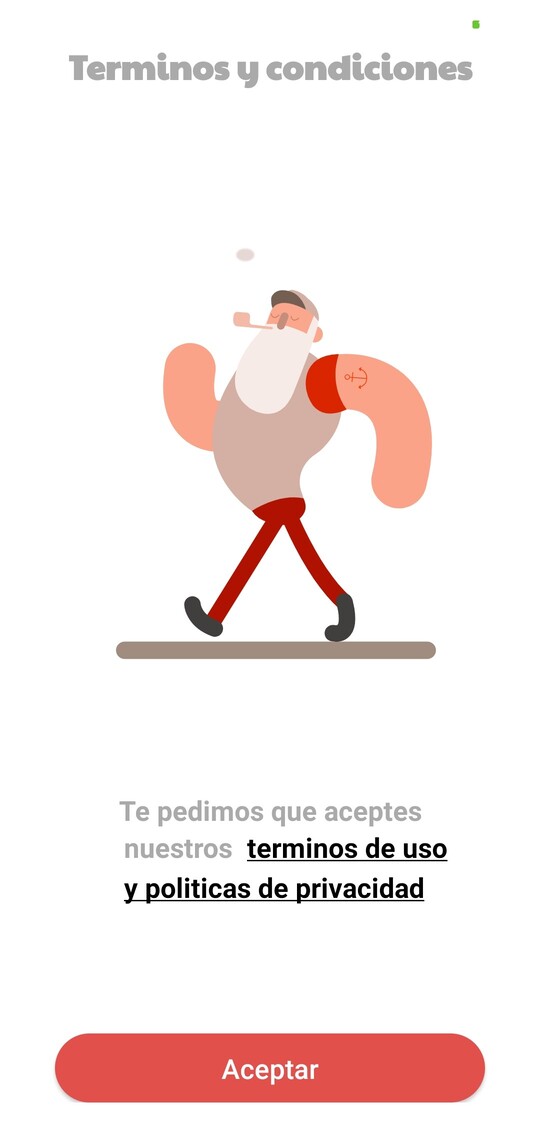 Terminos y condiciones
Te pedimos que aceptes
nuestros terminos de uso
y politicas de privacidad
Aceptar